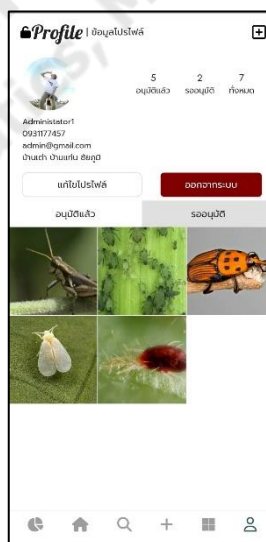 Profile | ข้อมูลโปรไฟล์
5 2 7
อนุมัติแล้ว รออนุมัติ ทั้งหมด
Administator1
0931177457
admin@gmail.com
บ้านเต่า บ้านแท่น ชัยภูมิ
แก้ไขโปรไฟล์ ออกจากระบบ
อนุมัติแล้ว รออนุมัติ